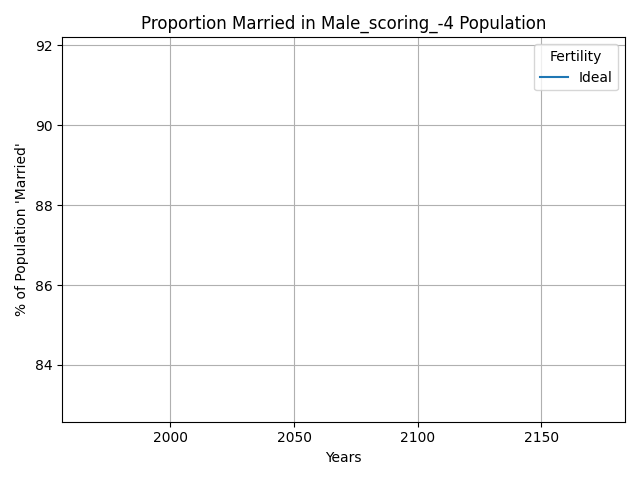 Proportion Married in Male_scoring_-4 Population
92
90
88
86
84
% of Population 'Married'
Fertility
Ideal
2000
2050
2100
2150
Years